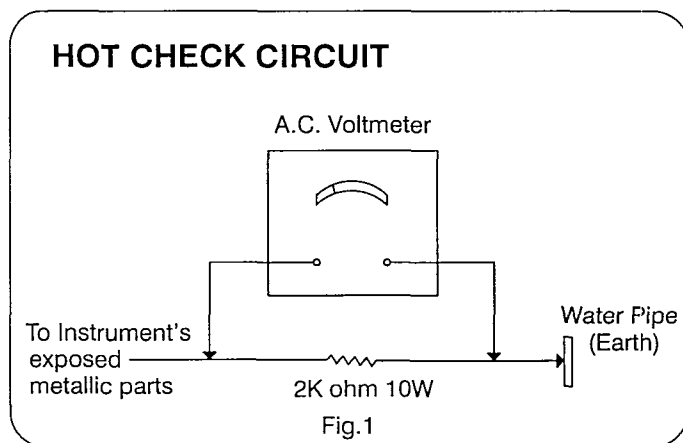 HOT CHECK CIRCUIT
A.C. Voltmeter
To Instrument's
exposed
metallic parts
Water Pipe
(Earth)
2K ohm 10W
Fig.1